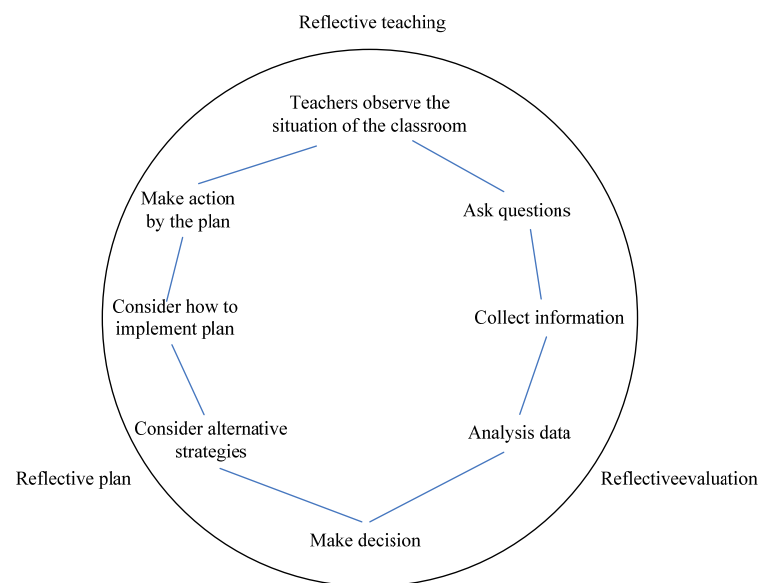 Reflective teaching
Teachers observe the
situation of the classroom
Make action
by the plan
Ask questions
Consider how to
implement plan
Collect information
Consider alternative
strategies
Analysis data
Reflective plan
Reflectiveevaluation
Make decision